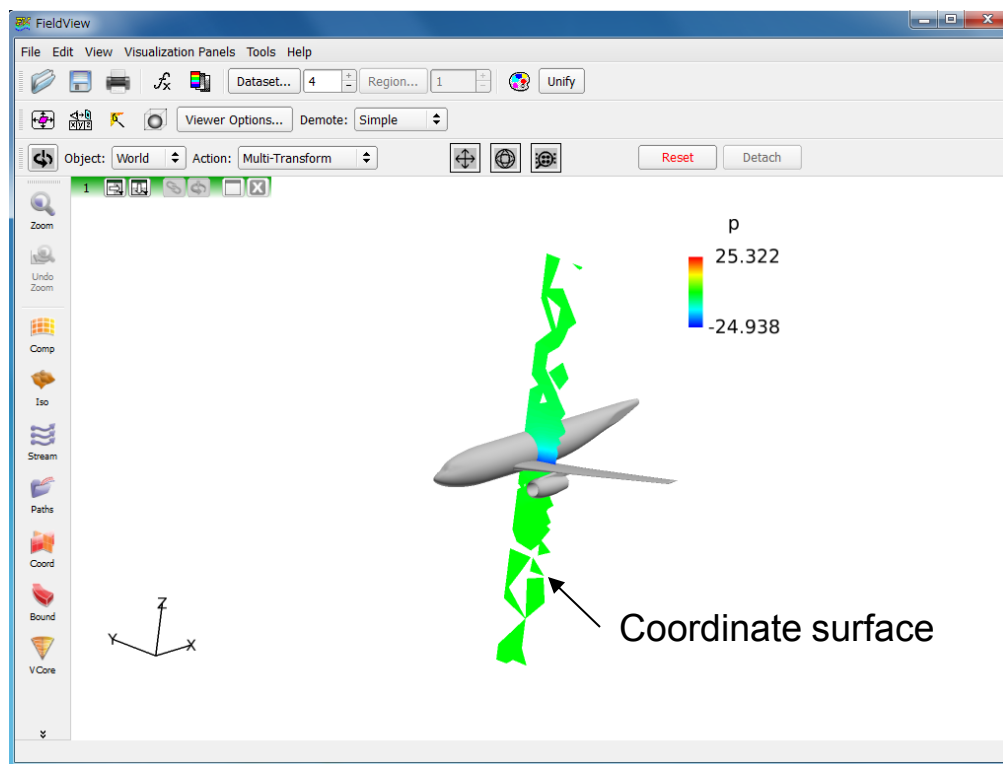 FieldView
File Edit View Visualization Panels Tools Help
fx Dataset... 4 Region... 1 Unify
Viewer Options... Demote: Simple
Object: World Action: Multi-Transform Reset Detach
1
Zoom
Undo
Zoom
Comp
Iso
Stream
Paths
Coord
Bound
VCore
p
25.322
-24.938
Coordinate surface
Z
Y
X